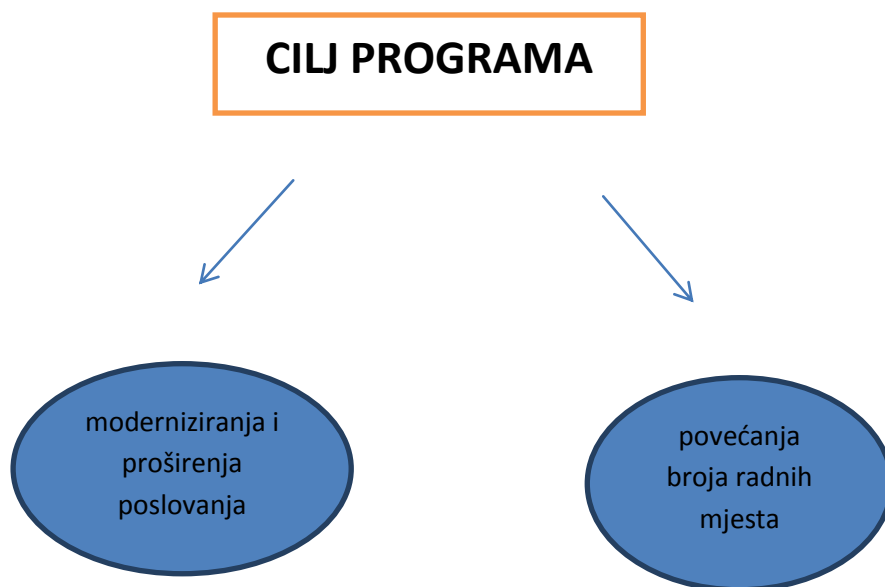 CILJ PROGRAMA
moderniziranja i
proširenja
poslovanja
povećanja
broja radnih
mjesta